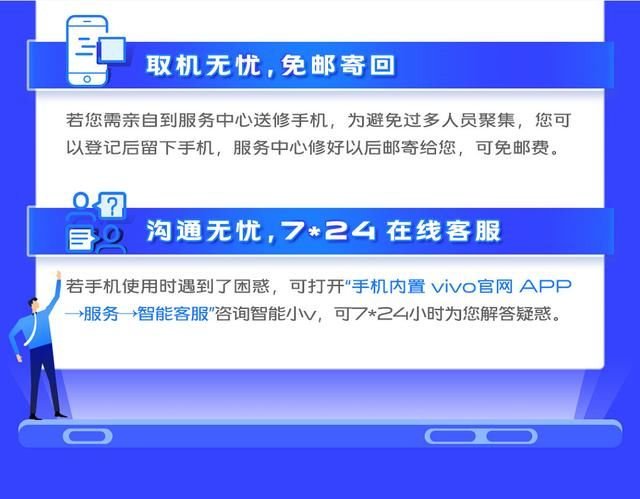 取机无忧,免邮寄回
若您需亲自到服务中心送修手机，为避免过多人员聚集，您可
以登记后留下手机，服务中心修好以后邮寄给您，可免邮费。
?
沟通无忧,7*24 在线客服
若手机使用时遇到了困惑，可打开“手机内置 vivo官网 APP
→服务→智能客服”咨询智能小v，可7*24小时为您解答疑惑。